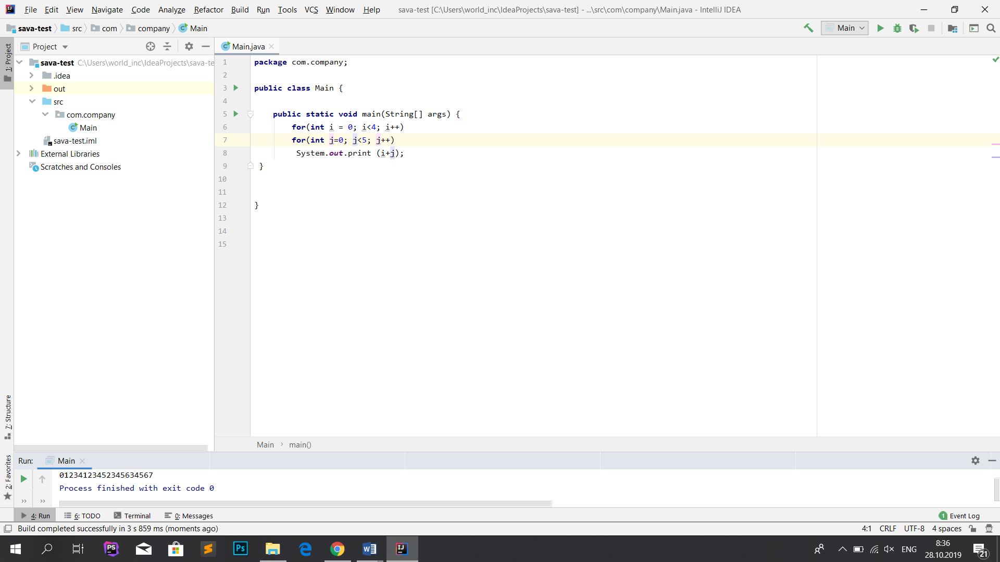 File Edit View Navigate Code Analyze Refactor Build Run Tools VCS Window Help sava-test [C:\Users\world_inc\IdeaProjects\sava-test] - ...\src\com\company\Main.java - IntelliJ IDEA
sava-test src com company Main Main
1: Project
Project
Main.java
sava-test C:\Users\world_inc\IdeaProjects\sava-te
.idea
out
src
com.company
Main
sava-test.iml
External Libraries
Scratches and Consoles
1 package com.company;
2
3 public class Main {
4
5 public static void main(String[] args) {
6 for(int i = 0; i<4; i++)
7 for(int j=0; j<5; j++)
8 System.out.print (i+j);
9 }
10
11
12 }
13
14
15
7: Structure
2: Favorites
Main › main()
Run: Main
01234123452345634567
Process finished with exit code 0
4: Run 6: TODO Terminal 0: Messages 1 Event Log
Build completed successfully in 3 s 859 ms (moments ago) 4:1 CRLF UTF-8 4 spaces
PS Ps IJ ENG 8:36
28.10.2019 21